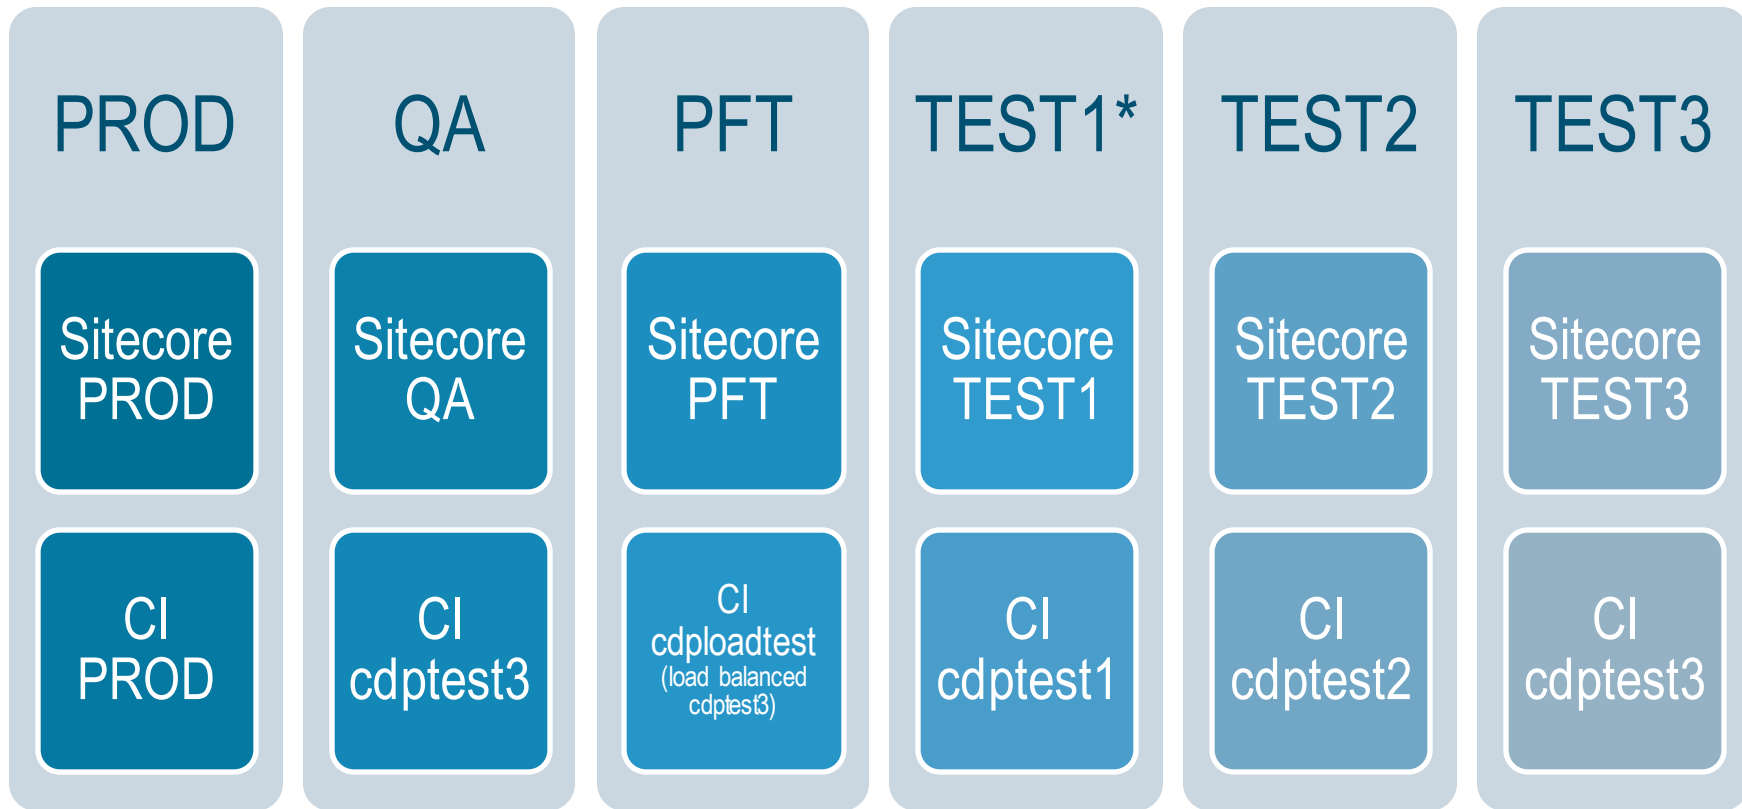 PROD
Sitecore
PROD
CI
PROD
QA
Sitecore
QA
CI
cdptest3
PFT
Sitecore
PFT
CI
cdploadtest
(load balanced
cdptest3)
TEST1*
Sitecore
TEST1
CI
cdptest1
TEST2
Sitecore
TEST2
CI
cdptest2
TEST3
Sitecore
TEST3
CI
cdptest3